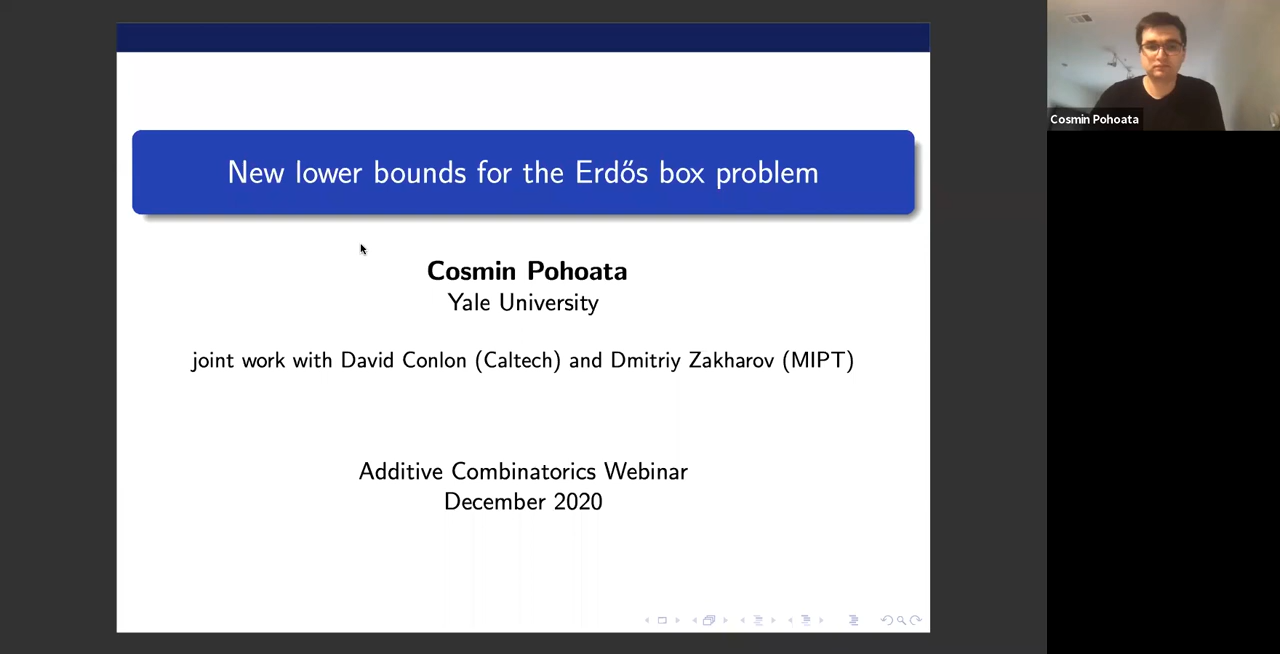 New lower bounds for the Erdős box problem
Cosmin Pohoata
Yale University
joint work with David Conlon (Caltech) and Dmitriy Zakharov (MIPT)
Additive Combinatorics Webinar
December 2020
Cosmin Pohoata